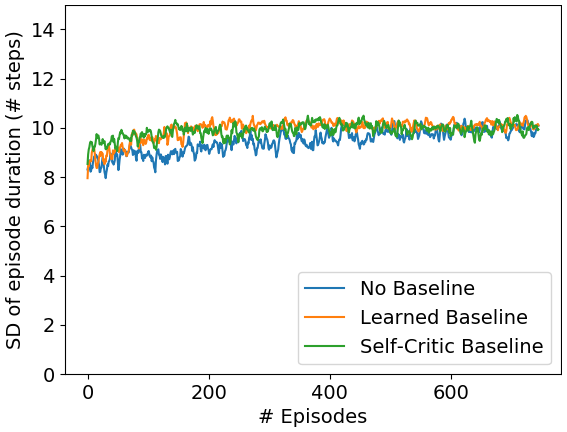 SD of episode duration (# steps)
14
12
10
8
6
4
2
0
No Baseline
Learned Baseline
Self-Critic Baseline
0 200 400 600
# Episodes